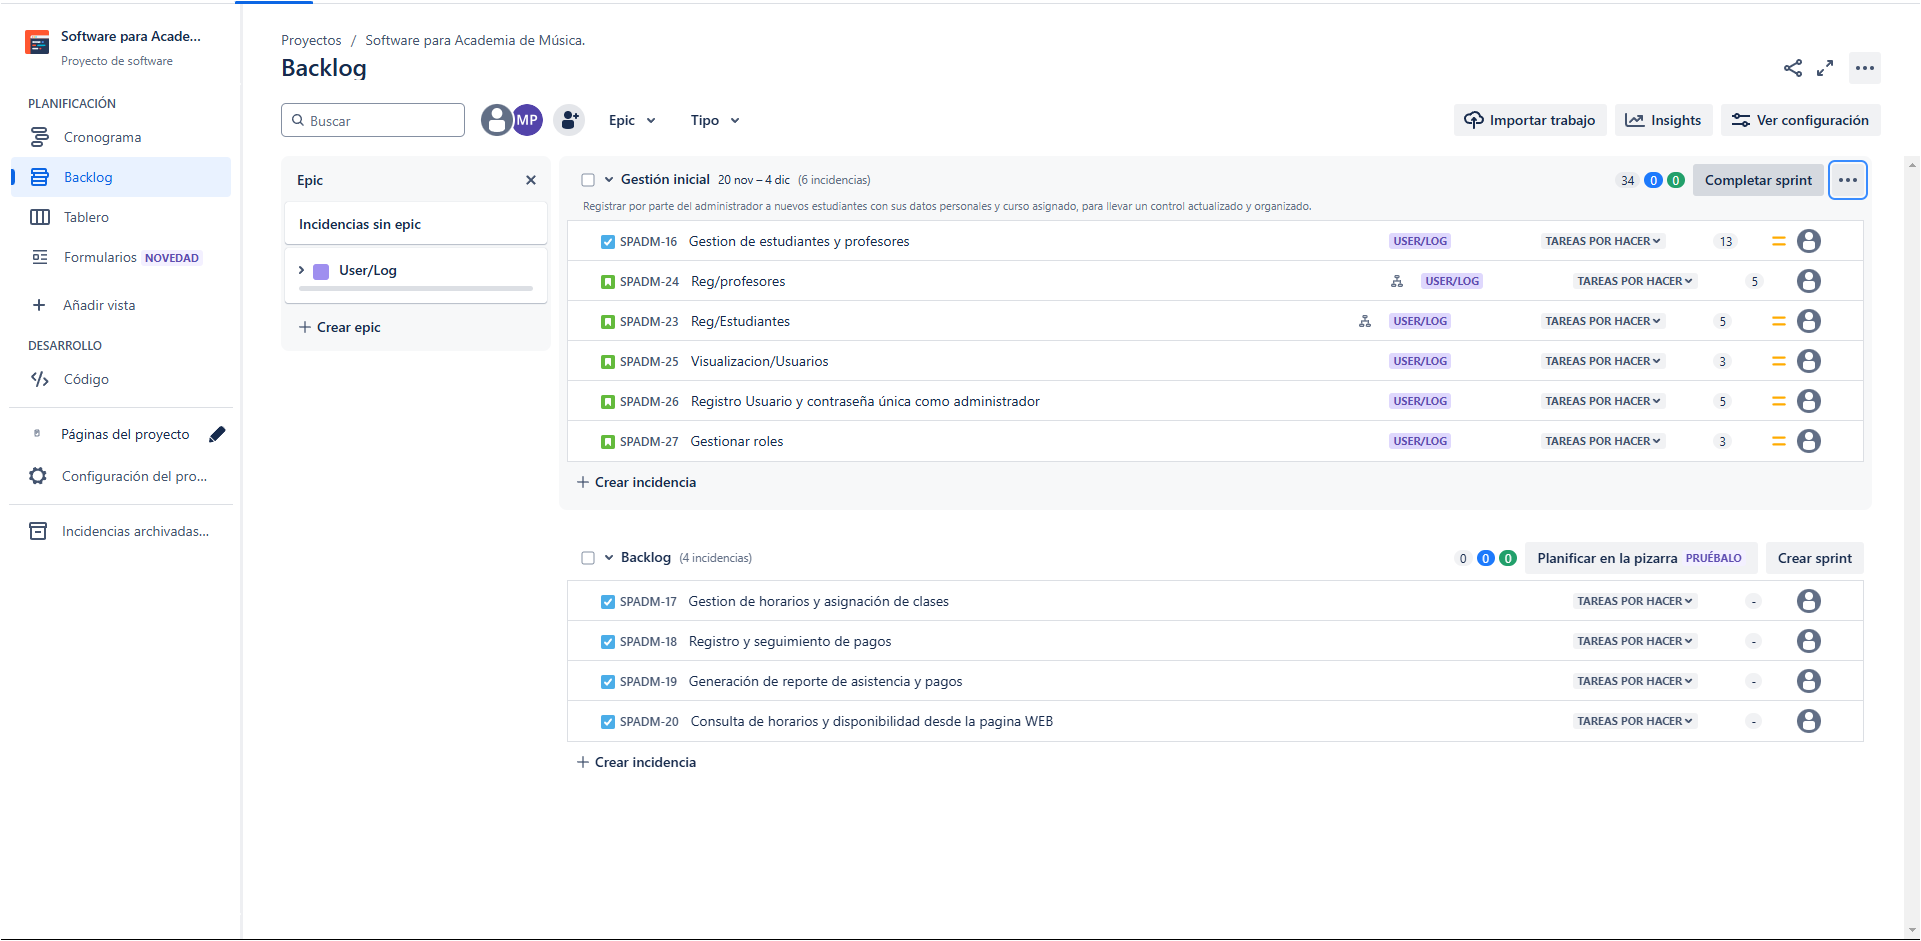 Software para Acade...
Proyecto de software
PLANIFICACIÓN
Cronograma
Backlog
Tablero
Formularios NOVEDAD
Añadir vista
DESARROLLO
Código
Páginas del proyecto
Configuración del pro...
Incidencias archivadas...
Proyectos / Software para Academia de Música.
Backlog
Buscar
MP
Epic
Tipo
Importar trabajo
Insights
Ver configuración
Epic
Incidencias sin epic
User/Log
Crear epic
Gestión inicial 20 nov – 4 dic (6 incidencias) 34 0 0 Completar sprint
Registrar por parte del administrador a nuevos estudiantes con sus datos personales y curso asignado, para llevar un control actualizado y organizado.
SPADM-16 Gestion de estudiantes y profesores USER/LOG TAREAS POR HACER 13
SPADM-24 Reg/profesores USER/LOG TAREAS POR HACER 5
SPADM-23 Reg/Estudiantes USER/LOG TAREAS POR HACER 5
SPADM-25 Visualizacion/Usuarios USER/LOG TAREAS POR HACER 3
SPADM-26 Registro Usuario y contraseña única como administrador USER/LOG TAREAS POR HACER 5
SPADM-27 Gestionar roles USER/LOG TAREAS POR HACER 3
Crear incidencia
Backlog (4 incidencias) 0 0 0 Planificar en la pizarra PRUÉBALO Crear sprint
SPADM-17 Gestion de horarios y asignación de clases TAREAS POR HACER -
SPADM-18 Registro y seguimiento de pagos TAREAS POR HACER -
SPADM-19 Generación de reporte de asistencia y pagos TAREAS POR HACER -
SPADM-20 Consulta de horarios y disponibilidad desde la pagina WEB TAREAS POR HACER -
Crear incidencia